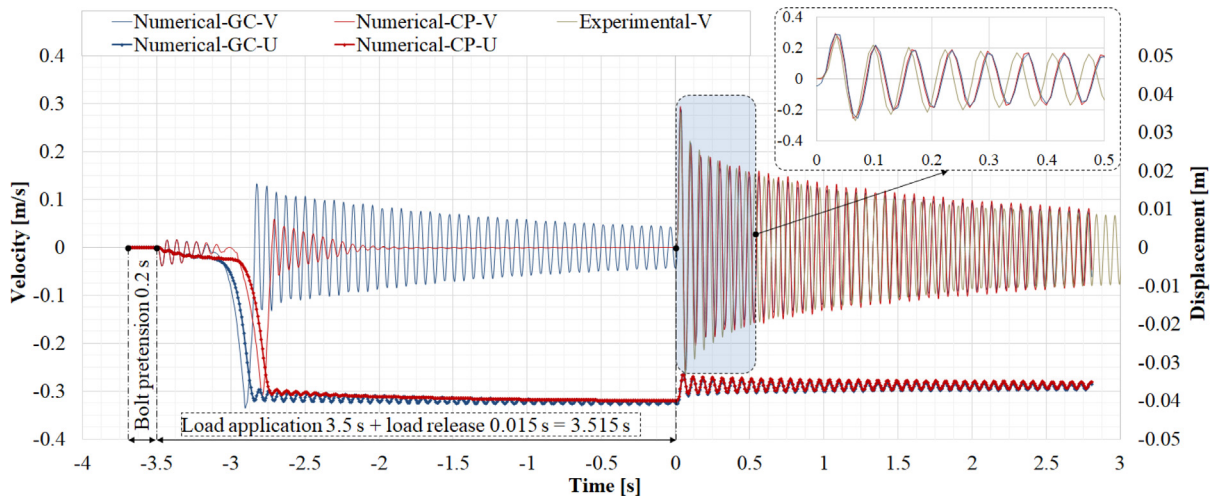 Numerical-GC-V Numerical-CP-V Experimental-V
Numerical-GC-U Numerical-CP-U
0.4
0.3
0.2
0.1
0
-0.1
-0.2
-0.3
-0.4
Velocity [m/s]
Bolt pretension 0.2 s
Load application 3.5 s + load release 0.015 s = 3.515 s
0.4
0.2
0
-0.2
-0.4
0 0.1 0.2 0.3 0.4 0.5
0.05
0.04
0.03
0.02
0.01
0
-0.01
-0.02
-0.03
-0.04
-0.05
Displacement [m]
-4 -3.5 -3 -2.5 -2 -1.5 -1 -0.5 0 0.5 1 1.5 2 2.5 3
Time [s]